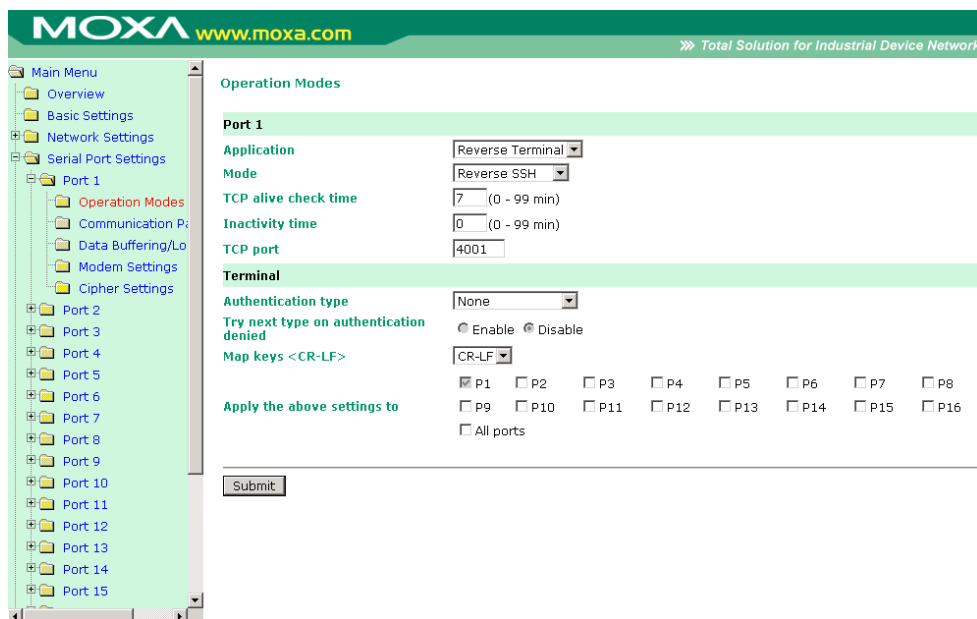 MOXA www.moxa.com
Total Solution for Industrial Device Network
Main Menu
Overview
Basic Settings
Network Settings
Serial Port Settings
Port 1
Operation Modes
Communication Pa
Data Buffering/Lo
Modem Settings
Cipher Settings
Port 2
Port 3
Port 4
Port 5
Port 6
Port 7
Port 8
Port 9
Port 10
Port 11
Port 12
Port 13
Port 14
Port 15
Operation Modes
Port 1
Application Reverse Terminal
Mode Reverse SSH
TCP alive check time 7 (0 - 99 min)
Inactivity time 0 (0 - 99 min)
TCP port 4001
Terminal
Authentication type None
Try next type on authentication
denied Enable Disable
Map keys <CR-LF> CR-LF
P1 P2 P3 P4 P5 P6 P7 P8
Apply the above settings to P9 P10 P11 P12 P13 P14 P15 P16
All ports
Submit